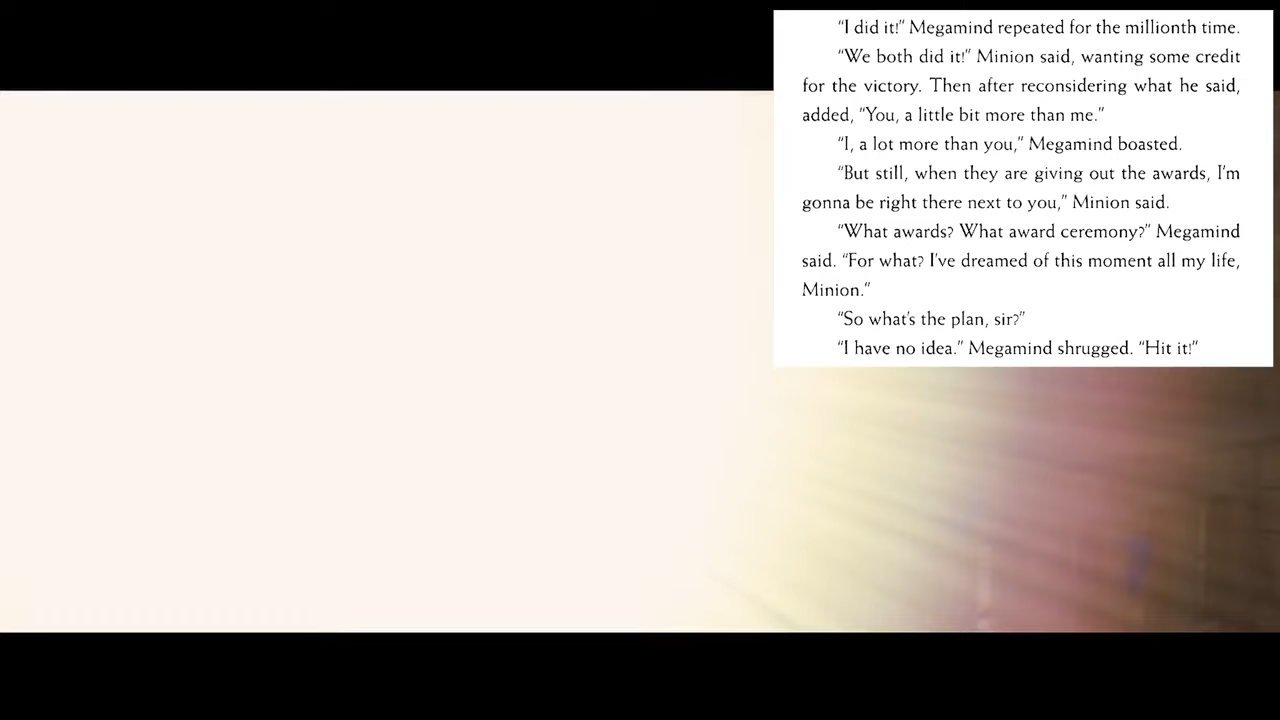 “I did it!” Megamind repeated for the millionth time.
“We both did it!” Minion said, wanting some credit
for the victory. Then after reconsidering what he said,
added, “You, a little bit more than me.”
“I, a lot more than you,” Megamind boasted.
“But still, when they are giving out the awards, I’m
gonna be right there next to you,” Minion said.
“What awards? What award ceremony?” Megamind
said. “For what? I’ve dreamed of this moment all my life,
Minion.”
“So what’s the plan, sir?”
“I have no idea.” Megamind shrugged. “Hit it!”